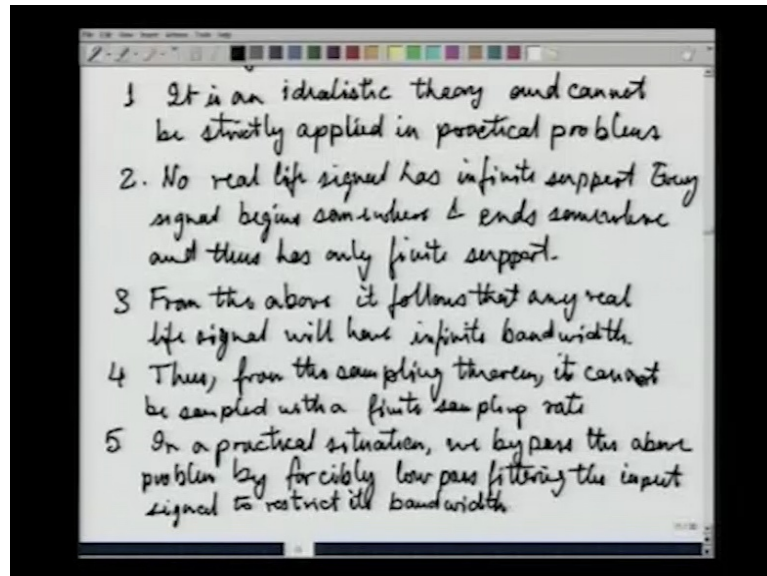 1 It is an idealistic theory and cannot
be strictly applied in practical problems
2. No real life signal has infinite support Every
signal begins somewhere & ends somewhere
and thus has only finite support.
3 From the above it follows that any real
life signal will have infinite bandwidth.
4 Thus, from the sampling theorem, it cannot
be sampled with a finite sampling rate
5 In a practical situation, we bypass the above
problem by forcibly low pass filtering the input
signal to restrict its bandwidth